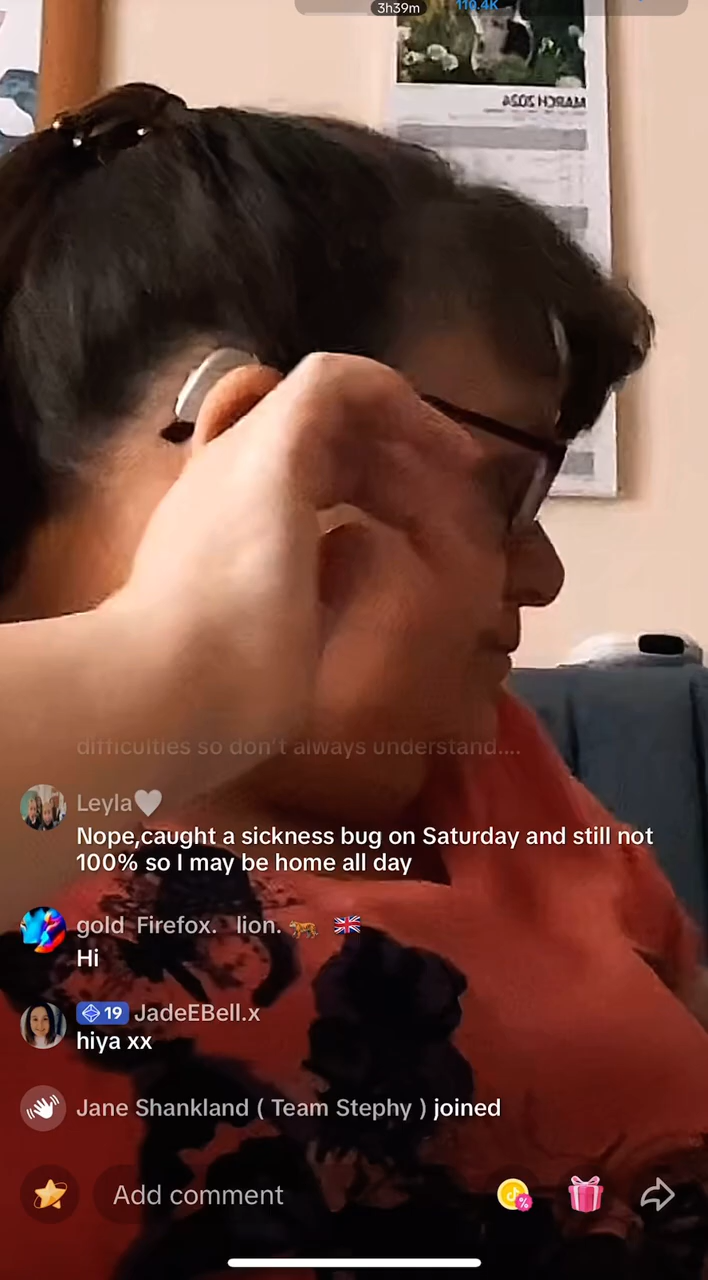 3h39m
110.4K
MARCH 2024
difficulties so don't always understand....
Leyla🤍
Nope,caught a sickness bug on Saturday and still not
100% so I may be home all day
gold Firefox. lion. 🐆 🇬🇧
Hi
19 JadeEBell.x
hiya xx
Jane Shankland ( Team Stephy ) joined
Add comment